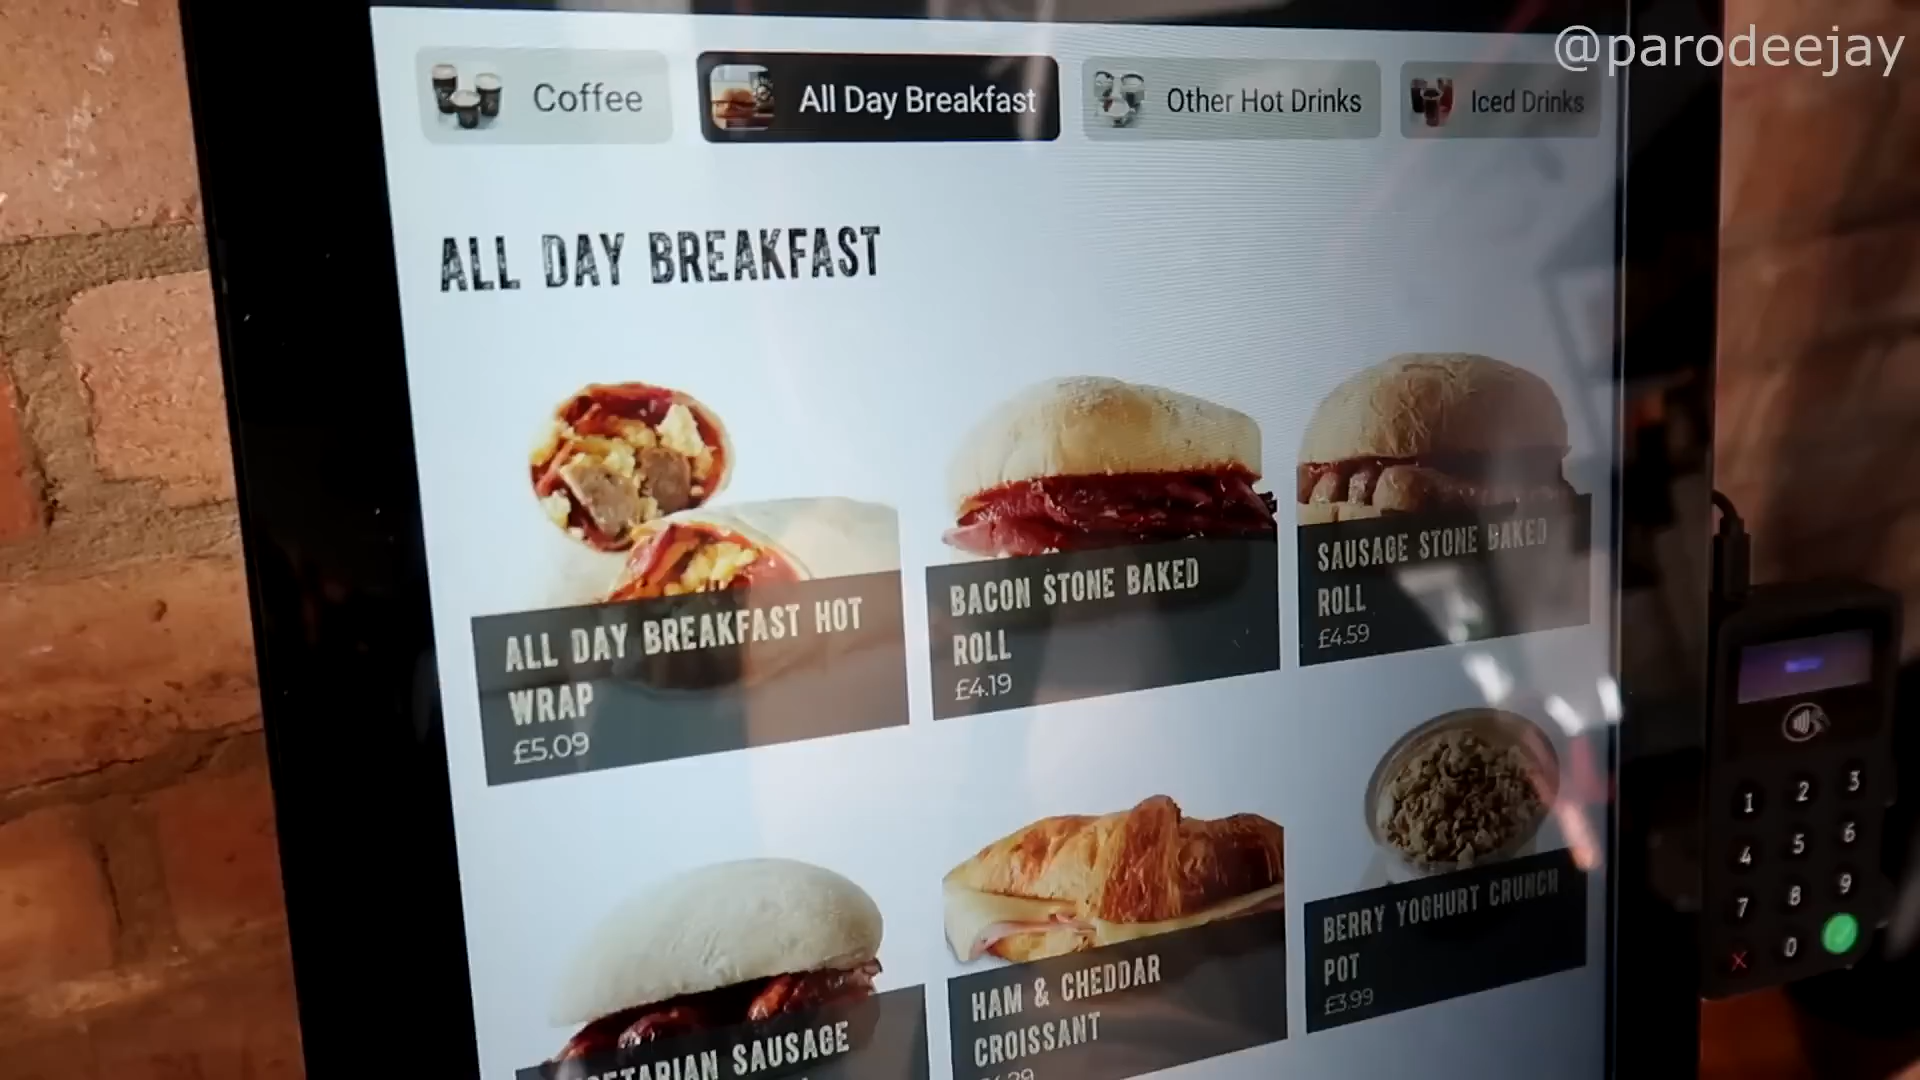 @parodeejay
Coffee
All Day Breakfast
Other Hot Drinks
Iced Drinks
ALL DAY BREAKFAST
ALL DAY BREAKFAST HOT
WRAP
£5.09
BACON STONE BAKED
ROLL
£4.19
SAUSAGE STONE BAKED
ROLL
£4.59
SAUSAGE
HAM & CHEDDAR
CROISSANT
BERRY YOGHURT CRUNCH
POT
£3.99
1 2 3
4 5 6
7 8 9
X 0